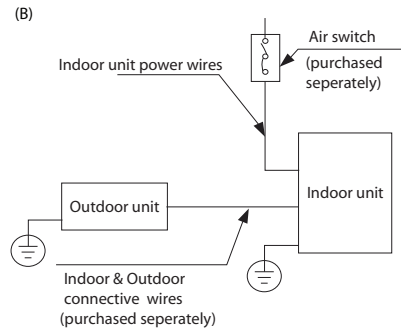 (B)
Air switch
(purchased
seperately)
Indoor unit power wires
Indoor unit
Outdoor unit
Indoor & Outdoor
connective wires
(purchased seperately)